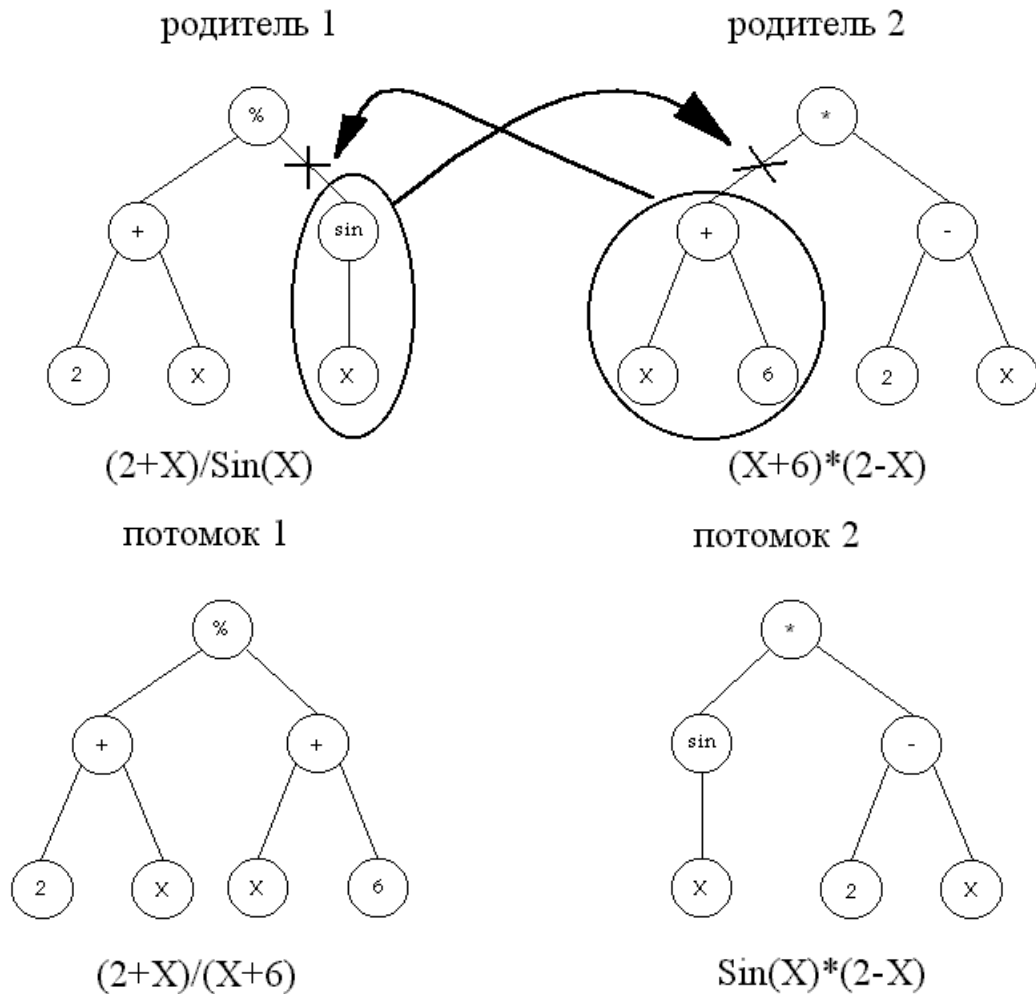 родитель 1 родитель 2
% *
+ sin + -
2 X X X 6 2 X
(2+X)/Sin(X) (X+6)*(2-X)
потомок 1 потомок 2
% *
+ + sin -
2 X X 6 X 2 X
(2+X)/(X+6) Sin(X)*(2-X)